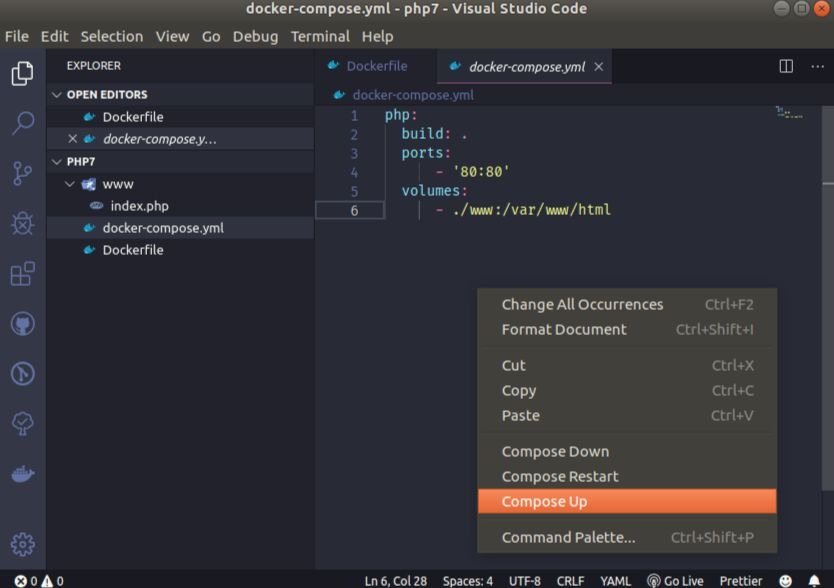 docker-compose.yml - php7 - Visual Studio Code
File Edit Selection View Go Debug Terminal Help
EXPLORER
OPEN EDITORS
Dockerfile
docker-compose.y...
PHP7
www
index.php
docker-compose.yml
Dockerfile
Dockerfile docker-compose.yml
docker-compose.yml
1 php:
2 build: .
3 ports:
4 - '80:80'
5 volumes:
6 - ./www:/var/www/html
Change All Occurrences Ctrl+F2
Format Document Ctrl+Shift+I
Cut Ctrl+X
Copy Ctrl+C
Paste Ctrl+V
Compose Down
Compose Restart
Compose Up
Command Palette... Ctrl+Shift+P
0 0 Ln 6, Col 28 Spaces: 4 UTF-8 CRLF YAML Go Live Prettier